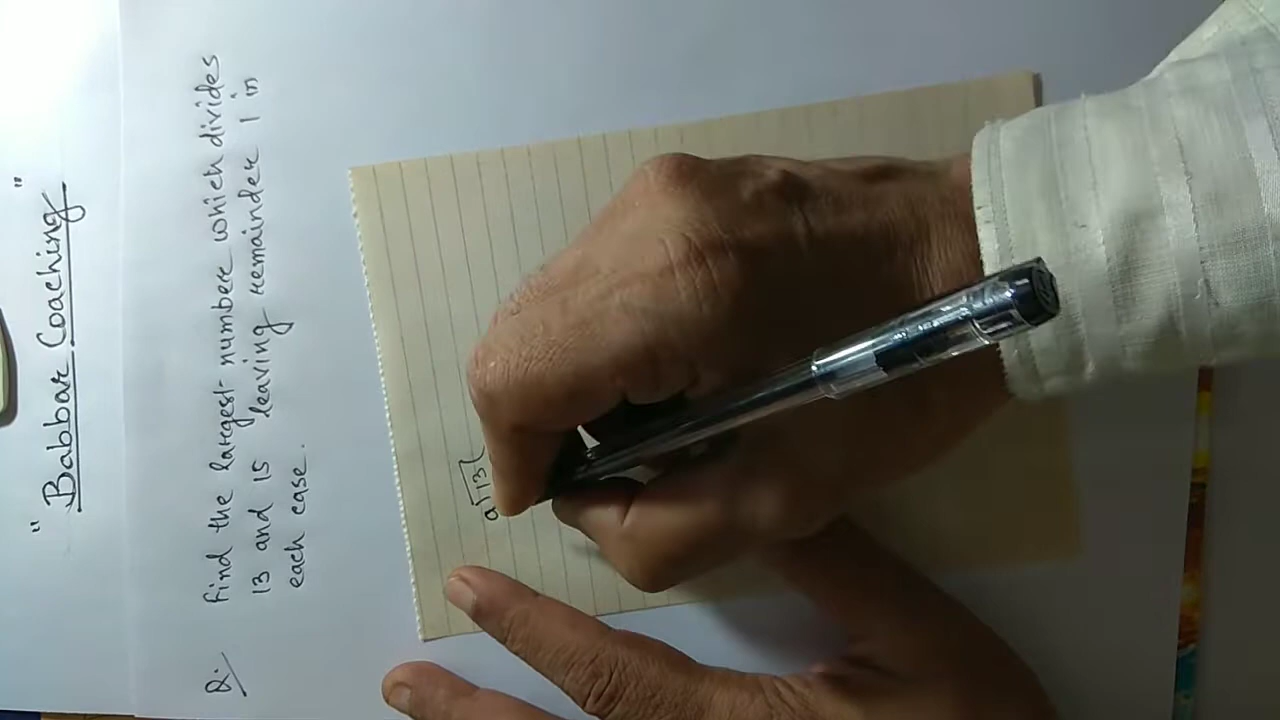 "Babbar Coaching"
Q. Find the largest number which divides
13 and 15 leaving remainder 1 in
each case.
a)13(